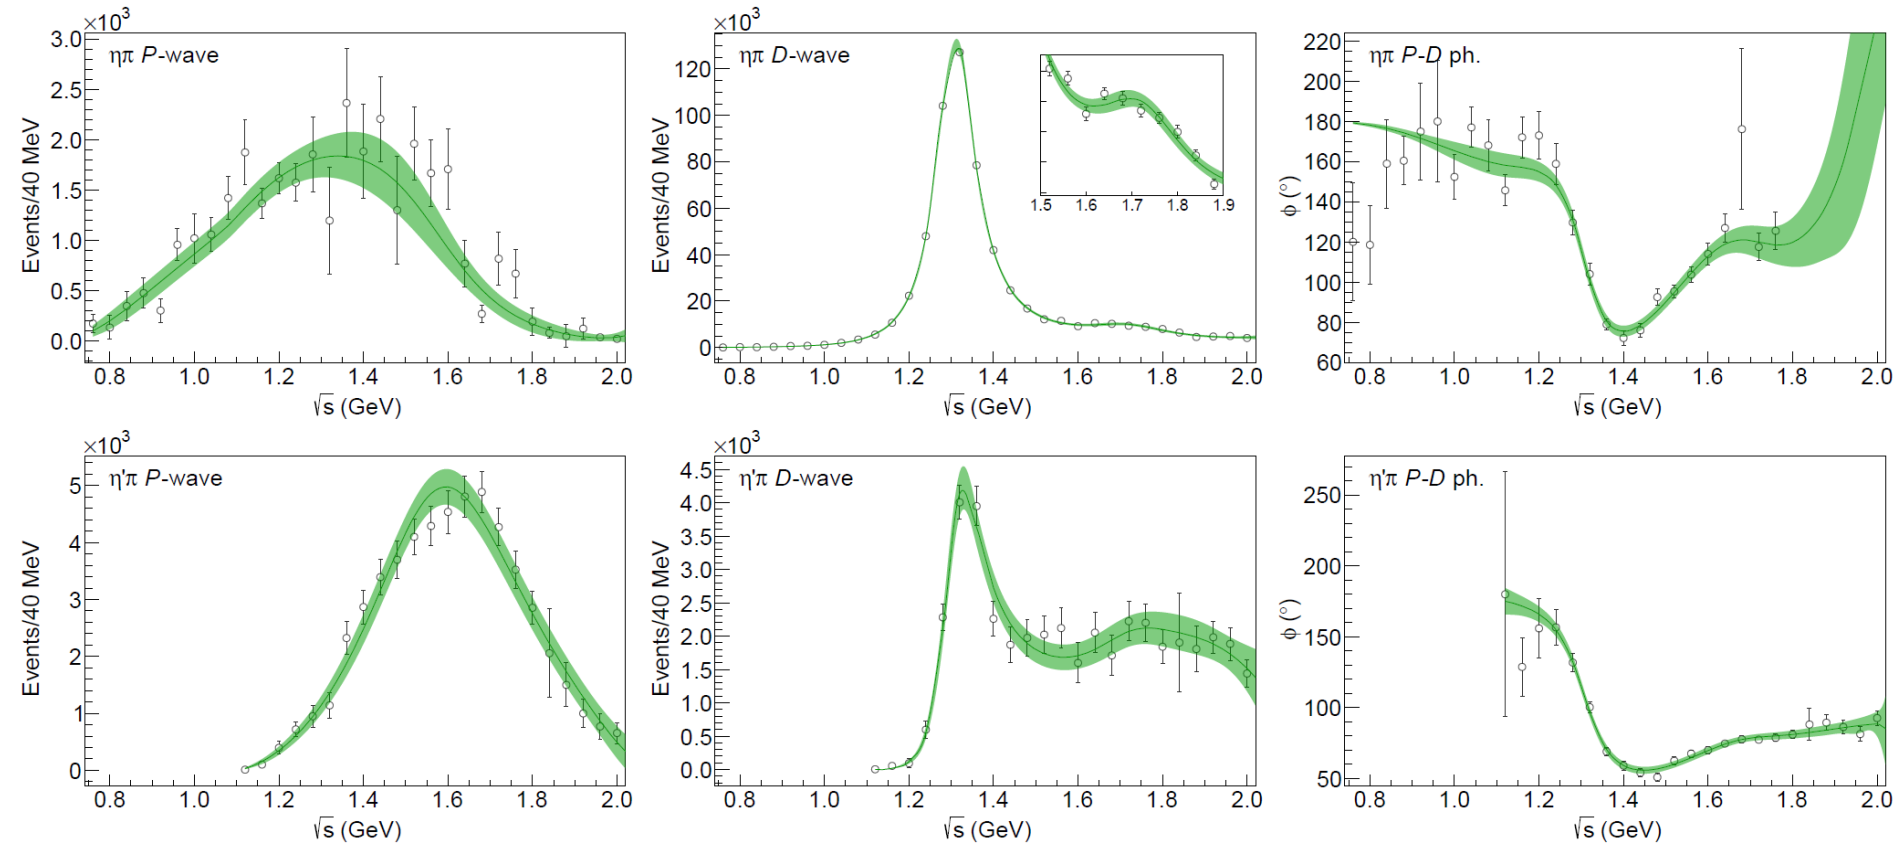 ×10³
ηπ P-wave
3.0
2.5
2.0
1.5
1.0
0.5
0.0
Events/40 MeV
0.8 1.0 1.2 1.4 1.6 1.8 2.0
√s (GeV)
×10³
ηπ D-wave
120
100
80
60
40
20
0
Events/40 MeV
1.5 1.6 1.7 1.8 1.9
0.8 1.0 1.2 1.4 1.6 1.8 2.0
√s (GeV)
ηπ P-D ph.
220
200
180
160
140
120
100
80
60
ϕ (°)
0.8 1.0 1.2 1.4 1.6 1.8 2.0
√s (GeV)
×10³
η'π P-wave
5
4
3
2
1
0
Events/40 MeV
0.8 1.0 1.2 1.4 1.6 1.8 2.0
√s (GeV)
×10³
η'π D-wave
4.5
4.0
3.5
3.0
2.5
2.0
1.5
1.0
0.5
0.0
Events/40 MeV
0.8 1.0 1.2 1.4 1.6 1.8 2.0
√s (GeV)
η'π P-D ph.
250
200
150
100
50
ϕ (°)
0.8 1.0 1.2 1.4 1.6 1.8 2.0
√s (GeV)